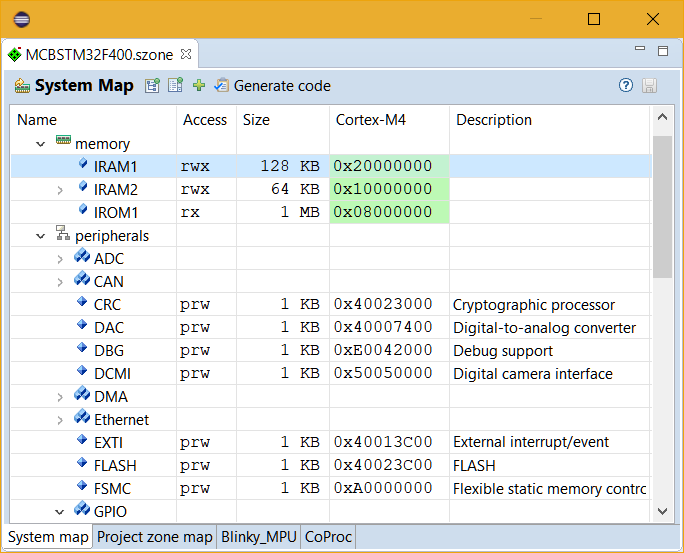 MCBSTM32F400.szone
System Map Generate code
Name Access Size Cortex-M4 Description
memory
IRAM1 rwx 128 KB 0x20000000
IRAM2 rwx 64 KB 0x10000000
IROM1 rx 1 MB 0x08000000
peripherals
ADC
CAN
CRC prw 1 KB 0x40023000 Cryptographic processor
DAC prw 1 KB 0x40007400 Digital-to-analog converter
DBG prw 1 KB 0xE0042000 Debug support
DCMI prw 1 KB 0x50050000 Digital camera interface
DMA
Ethernet
EXTI prw 1 KB 0x40013C00 External interrupt/event
FLASH prw 1 KB 0x40023C00 FLASH
FSMC prw 1 KB 0xA0000000 Flexible static memory contrc
GPIO
System map Project zone map Blinky_MPU CoProc